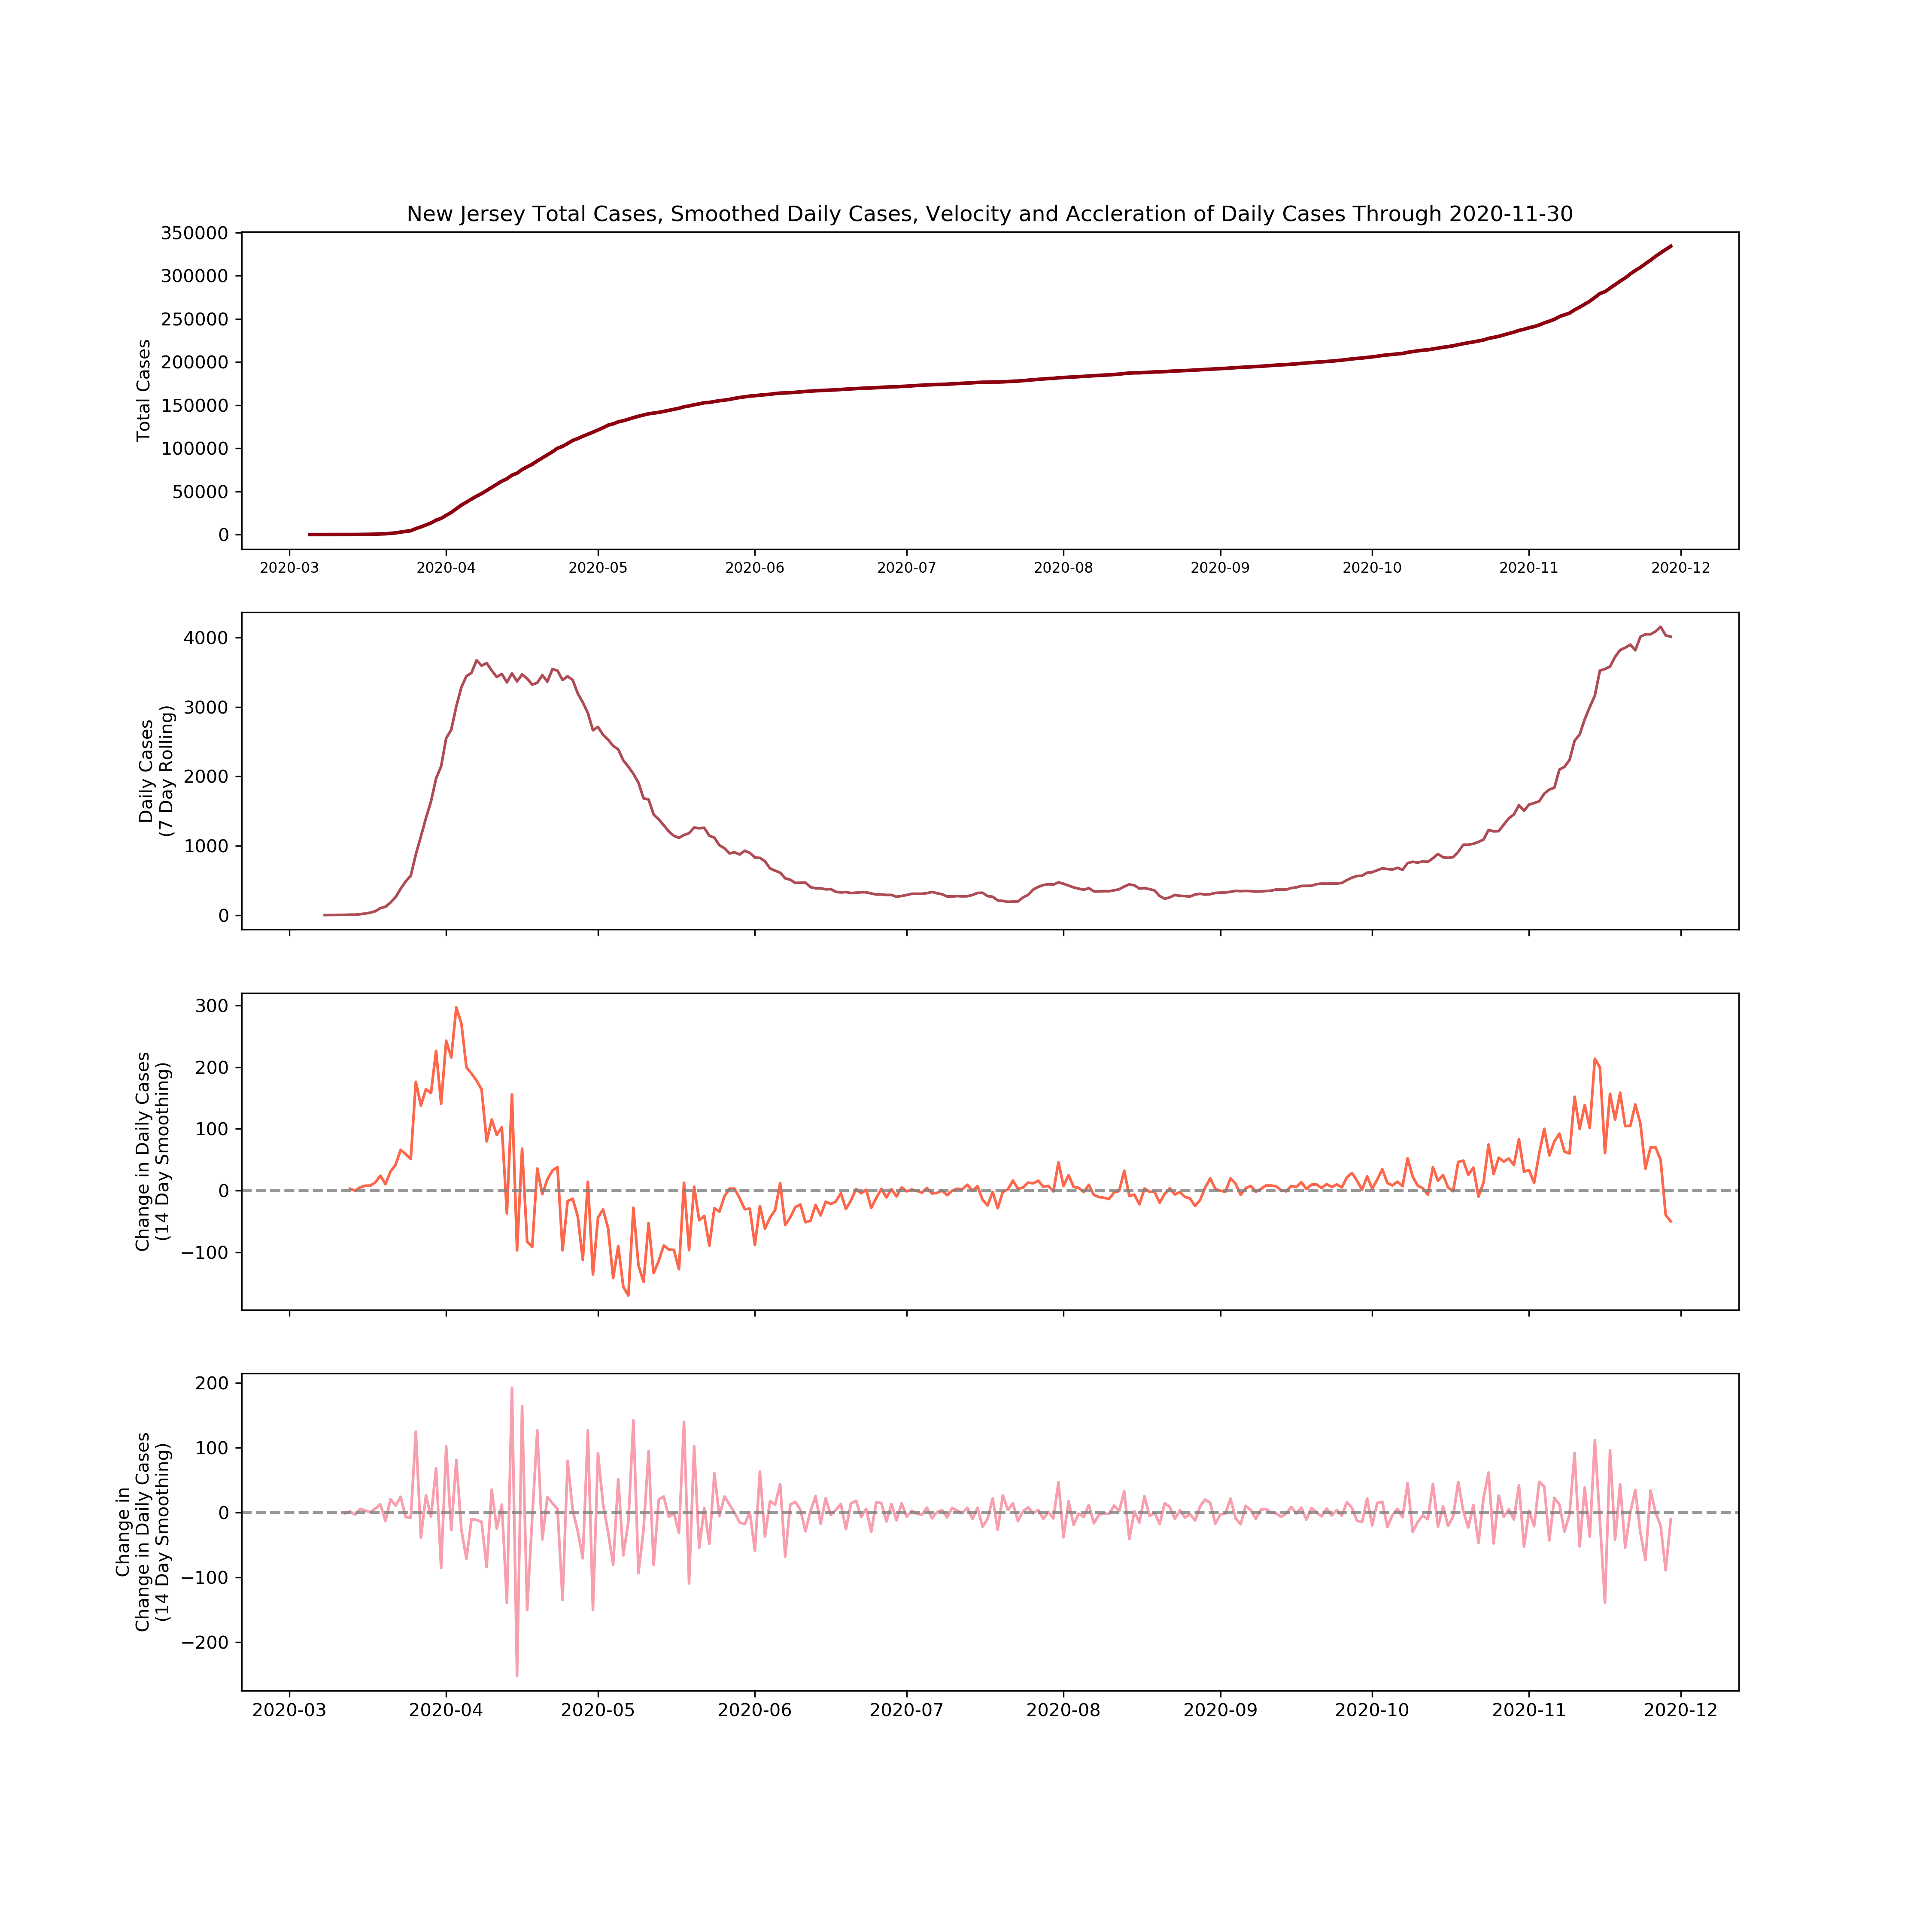 New Jersey Total Cases, Smoothed Daily Cases, Velocity and Accleration of Daily Cases Through 2020-11-30
350000
300000
250000
200000
150000
100000
50000
0
Total Cases
2020-03 2020-04 2020-05 2020-06 2020-07 2020-08 2020-09 2020-10 2020-11 2020-12
4000
3000
2000
1000
0
Daily Cases
(7 Day Rolling)
300
200
100
0
−100
Change in Daily Cases
(14 Day Smoothing)
200
100
0
−100
−200
Change in
Change in Daily Cases
(14 Day Smoothing)
2020-03 2020-04 2020-05 2020-06 2020-07 2020-08 2020-09 2020-10 2020-11 2020-12